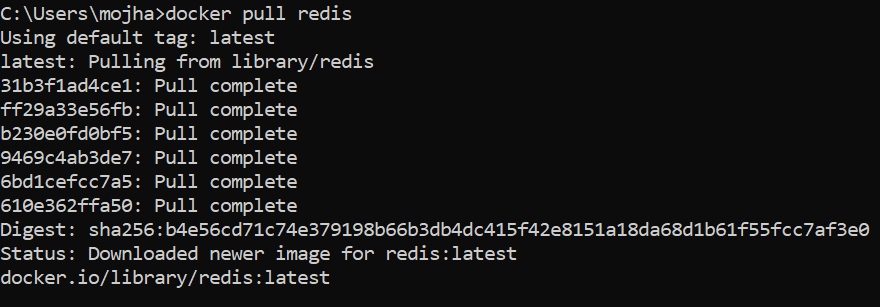 C:\Users\mojha>docker pull redis
Using default tag: latest
latest: Pulling from library/redis
31b3f1ad4ce1: Pull complete
ff29a33e56fb: Pull complete
b230e0fd0bf5: Pull complete
9469c4ab3de7: Pull complete
6bd1cefcc7a5: Pull complete
610e362ffa50: Pull complete
Digest: sha256:b4e56cd71c74e379198b66b3db4dc415f42e8151a18da68d1b61f55fcc7af3e0
Status: Downloaded newer image for redis:latest
docker.io/library/redis:latest